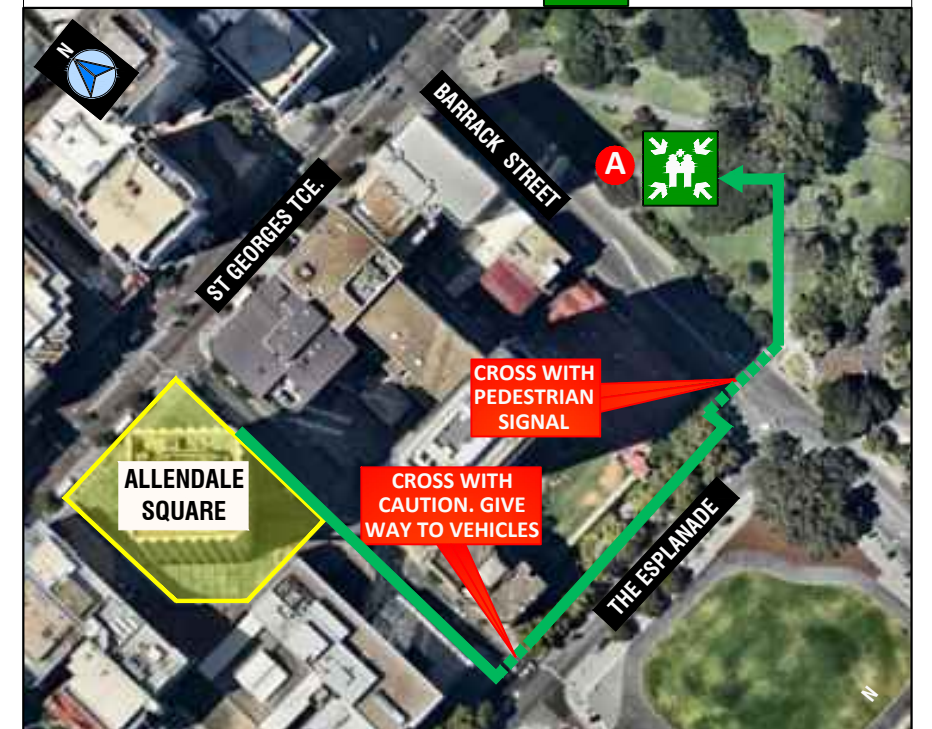 N
BARRACK STREET
A
ST GEORGES TCE.
CROSS WITH
PEDESTRIAN
SIGNAL
ALLENDALE
SQUARE
CROSS WITH
CAUTION. GIVE
WAY TO VEHICLES
THE ESPLANADE
N